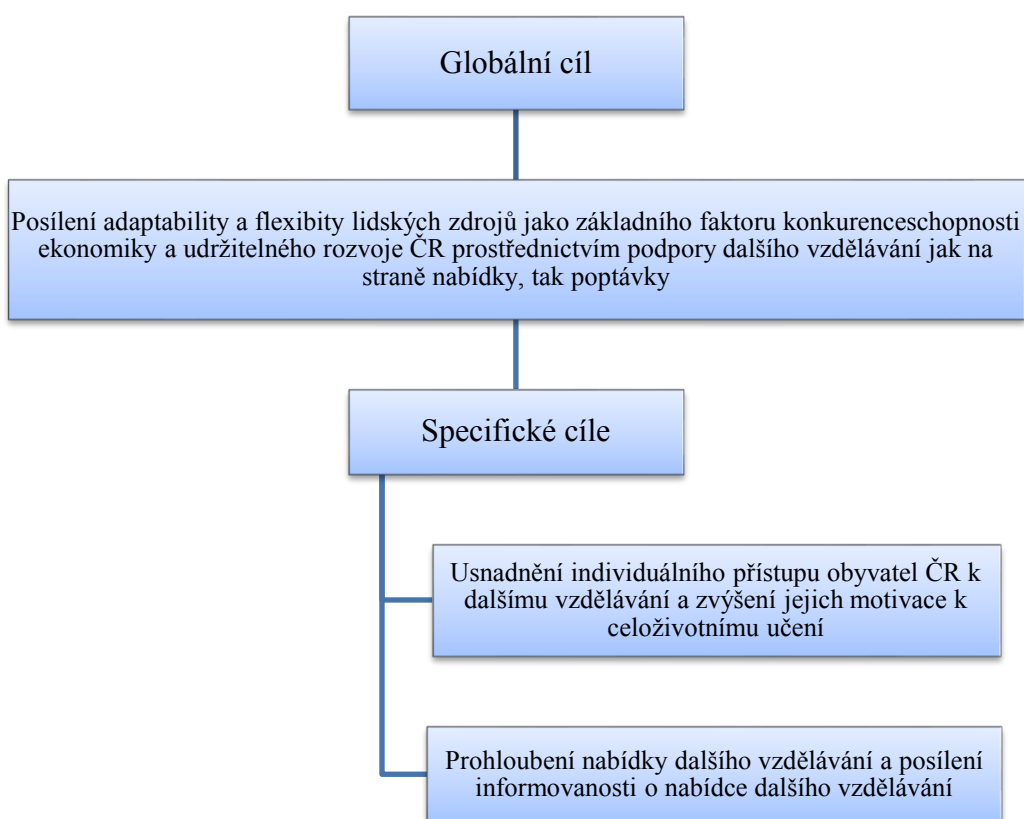 Globální cíl
Posílení adaptability a flexibity lidských zdrojů jako základního faktoru konkurenceschopnosti
ekonomiky a udržitelného rozvoje ČR prostřednictvím podpory dalšího vzdělávání jak na
straně nabídky, tak poptávky
Specifické cíle
Usnadnění individuálního přístupu obyvatel ČR k
dalšímu vzdělávání a zvýšení jejich motivace k
celoživotnímu učení
Prohloubení nabídky dalšího vzdělávání a posílení
informovanosti o nabídce dalšího vzdělávání